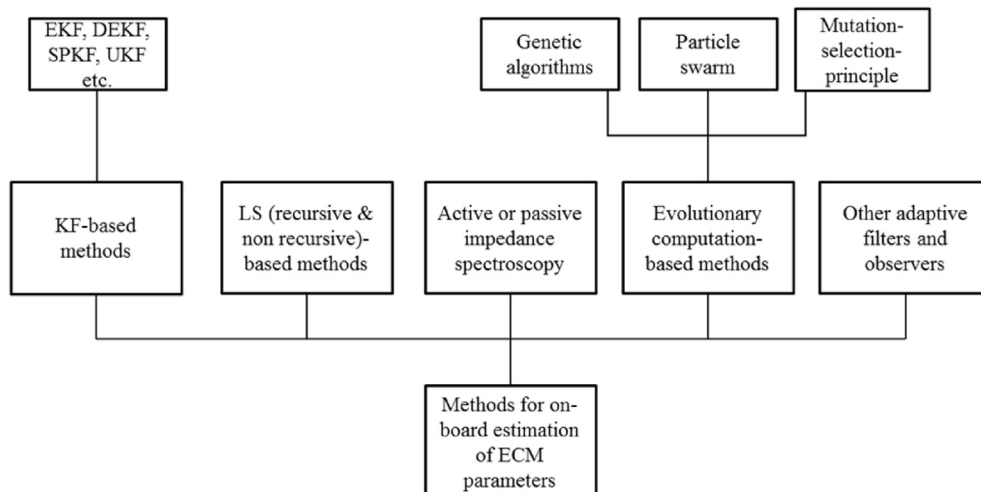 EKF, DEKF,
SPKF, UKF
etc.
Genetic
algorithms
Particle
swarm
Mutation-
selection-
principle
KF-based
methods
LS (recursive &
non recursive)-
based methods
Active or passive
impedance
spectroscopy
Evolutionary
computation-
based methods
Other adaptive
filters and
observers
Methods for on-
board estimation
of ECM
parameters